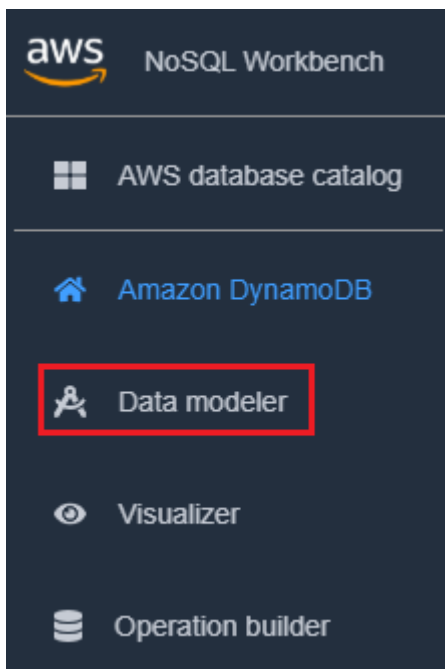 aws
NoSQL Workbench
AWS database catalog
Amazon DynamoDB
Data modeler
Visualizer
Operation builder